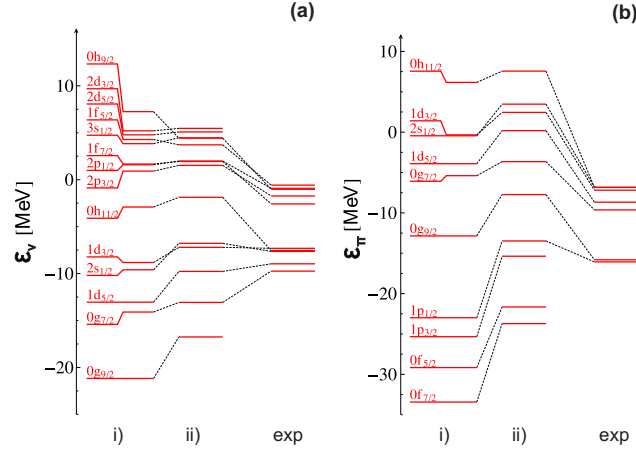 (a)
10
0
−10
−20
ε_ν [MeV]
0h9/2
2d3/2
2d5/2
1f5/2
3s1/2
1f7/2
2p1/2
2p3/2
0h11/2
1d3/2
2s1/2
1d5/2
0g7/2
0g9/2
i) ii) exp
(b)
10
0
−10
−20
−30
ε_π [MeV]
0h11/2
1d3/2
2s1/2
1d5/2
0g7/2
0g9/2
1p1/2
1p3/2
0f5/2
0f7/2
i) ii) exp